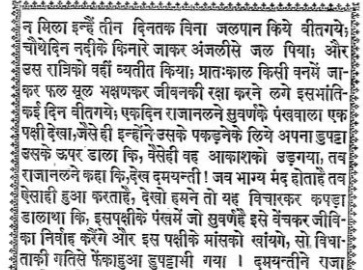 न मिला इन्हैं तीन दिनतक बिना जलपान किये वीतगये;
चौथेदिन नदीके किनारे जाकर अंजलीसे जल पिया; और
उस रात्रिको वहीं व्यतीत किया; प्रातःकाल किसी वनमें जा-
कर फल मूल भक्षणकर जीवनकी रक्षा करने लगे इसभांति-
कई दिन वीतगये; एकदिन राजानलने सुवर्णके पंखवाला एक
पक्षी देखा,जैसे ही इन्होंने उसके पकड़नेके लिये अपना डुपट्टा
उसके ऊपर डाला कि, वैसेही वह आकाशको उड़गया, तव
राजानलने कहा कि,देख दमयन्ती! जव भाग्य मंद होताहै तव
ऐसाही हुआ करताहै, देखो हमने तो यह विचारकर कपड़ा
डालाथा कि, इसपक्षीके पंखमें जो सुवर्णहै इसे बेंचकर जीवि-
का निर्वाह करैंगे और इस पक्षीके मांसको खांयगे, सो विधा-
ताकी गतिसे फेंकाहुआ डुपट्टाभी गया । दमयन्तीने राजा